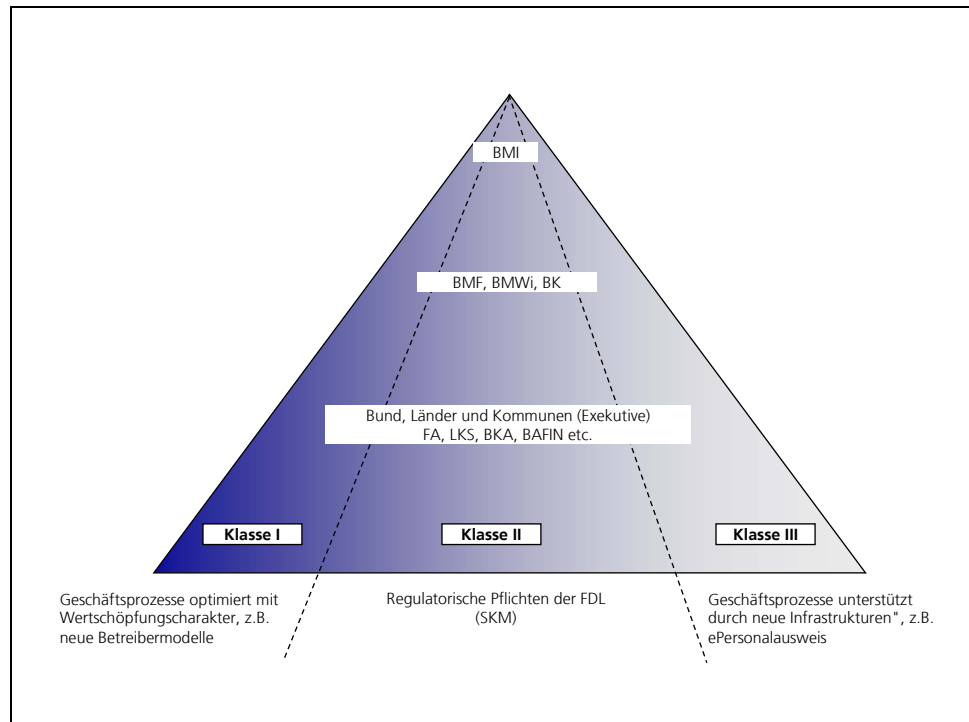 BMI
BMF, BMWi, BK
Bund, Länder und Kommunen (Exekutive)
FA, LKS, BKA, BAFIN etc.
Klasse I
Klasse II
Klasse III
Geschäftsprozesse optimiert mit
Wertschöpfungscharakter, z.B.
neue Betreibermodelle
Regulatorische Pflichten der FDL
(SKM)
Geschäftsprozesse unterstützt
durch neue Infrastrukturen", z.B.
ePersonalausweis